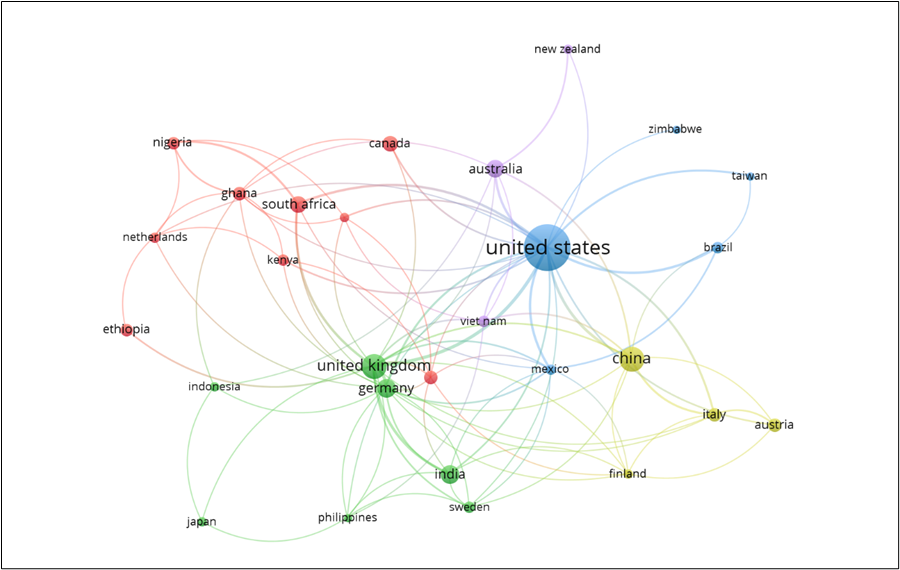 new zealand
zimbabwe
nigeria
canada
australia
taiwan
ghana
south africa
netherlands
united states
brazil
kenya
viet nam
ethiopia
china
united kingdom
mexico
indonesia
germany
italy
austria
india
finland
sweden
japan
philippines